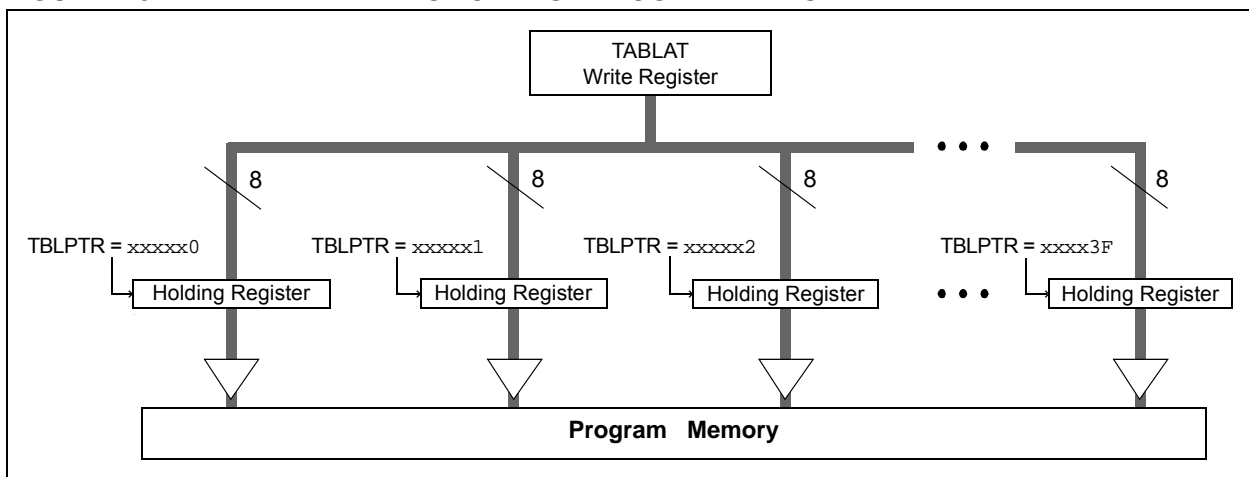 TABLAT
Write Register
8 8 8 8
TBLPTR = xxxxx0 TBLPTR = xxxxx1 TBLPTR = xxxxx2 TBLPTR = xxxx3F
Holding Register Holding Register Holding Register Holding Register
Program Memory